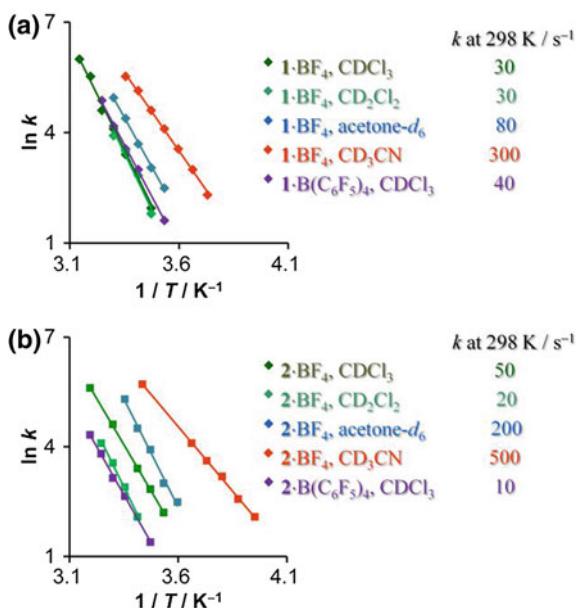 (a)
7
4
1
ln k
3.1 3.6 4.1
1 / T / K⁻¹
k at 298 K / s⁻¹
1·BF₄, CDCl₃ 30
1·BF₄, CD₂Cl₂ 30
1·BF₄, acetone-d₆ 80
1·BF₄, CD₃CN 300
1·B(C₆F₅)₄, CDCl₃ 40
(b)
7
4
1
ln k
3.1 3.6 4.1
1 / T / K⁻¹
k at 298 K / s⁻¹
2·BF₄, CDCl₃ 50
2·BF₄, CD₂Cl₂ 20
2·BF₄, acetone-d₆ 200
2·BF₄, CD₃CN 500
2·B(C₆F₅)₄, CDCl₃ 10